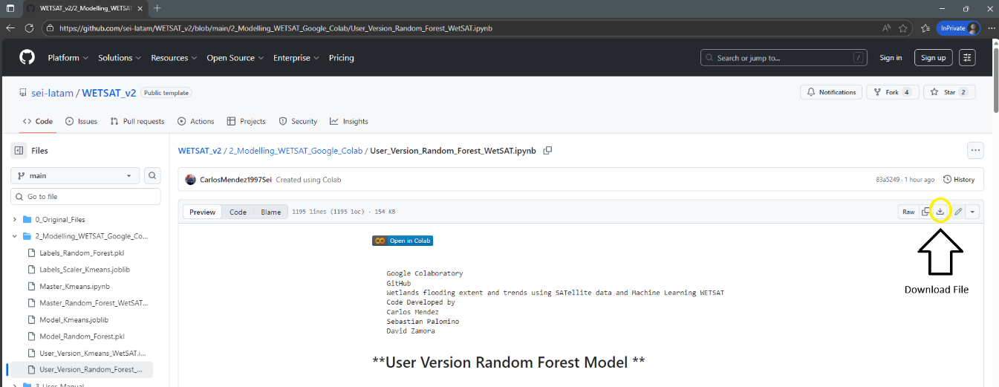 WETSAT_v2/2_Modelling_WETSAT_
https://github.com/sei-latam/WETSAT_v2/blob/main/2_Modelling_WETSAT_Google_Colab/User_Version_Random_Forest_WetSAT.ipynb
InPrivate
Platform Solutions Resources Open Source Enterprise Pricing Search or jump to... / Sign in Sign up
sei-latam / WETSAT_v2 Public template Notifications Fork 4 Star 2
Code Issues Pull requests Actions Projects Security Insights
Files
WETSAT_v2 / 2_Modelling_WETSAT_Google_Colab / User_Version_Random_Forest_WetSAT.ipynb
main
CarlosMendez1997Sei Created using Colab 83a5249 · 1 hour ago History
Go to file
Preview Code Blame 1195 lines (1195 loc) · 154 KB Raw
0_Original_Files
2_Modelling_WETSAT_Google_Co...
Labels_Random_Forest.pkl
Labels_Scaler_Kmeans.joblib
Master_Kmeans.ipynb
Master_Random_Forest_WetSAT...
Model_Kmeans.joblib
Model_Random_Forest.pkl
User_Version_Kmeans_WetSAT.i...
User_Version_Random_Forest_...
3_User_Manual
Open in Colab
Google Colaboratory
GitHub
Wetlands flooding extent and trends using SATellite data and Machine Learning WETSAT
Code Developed by
Carlos Mendez
Sebastian Palomino
David Zamora
**User Version Random Forest Model **
Download File